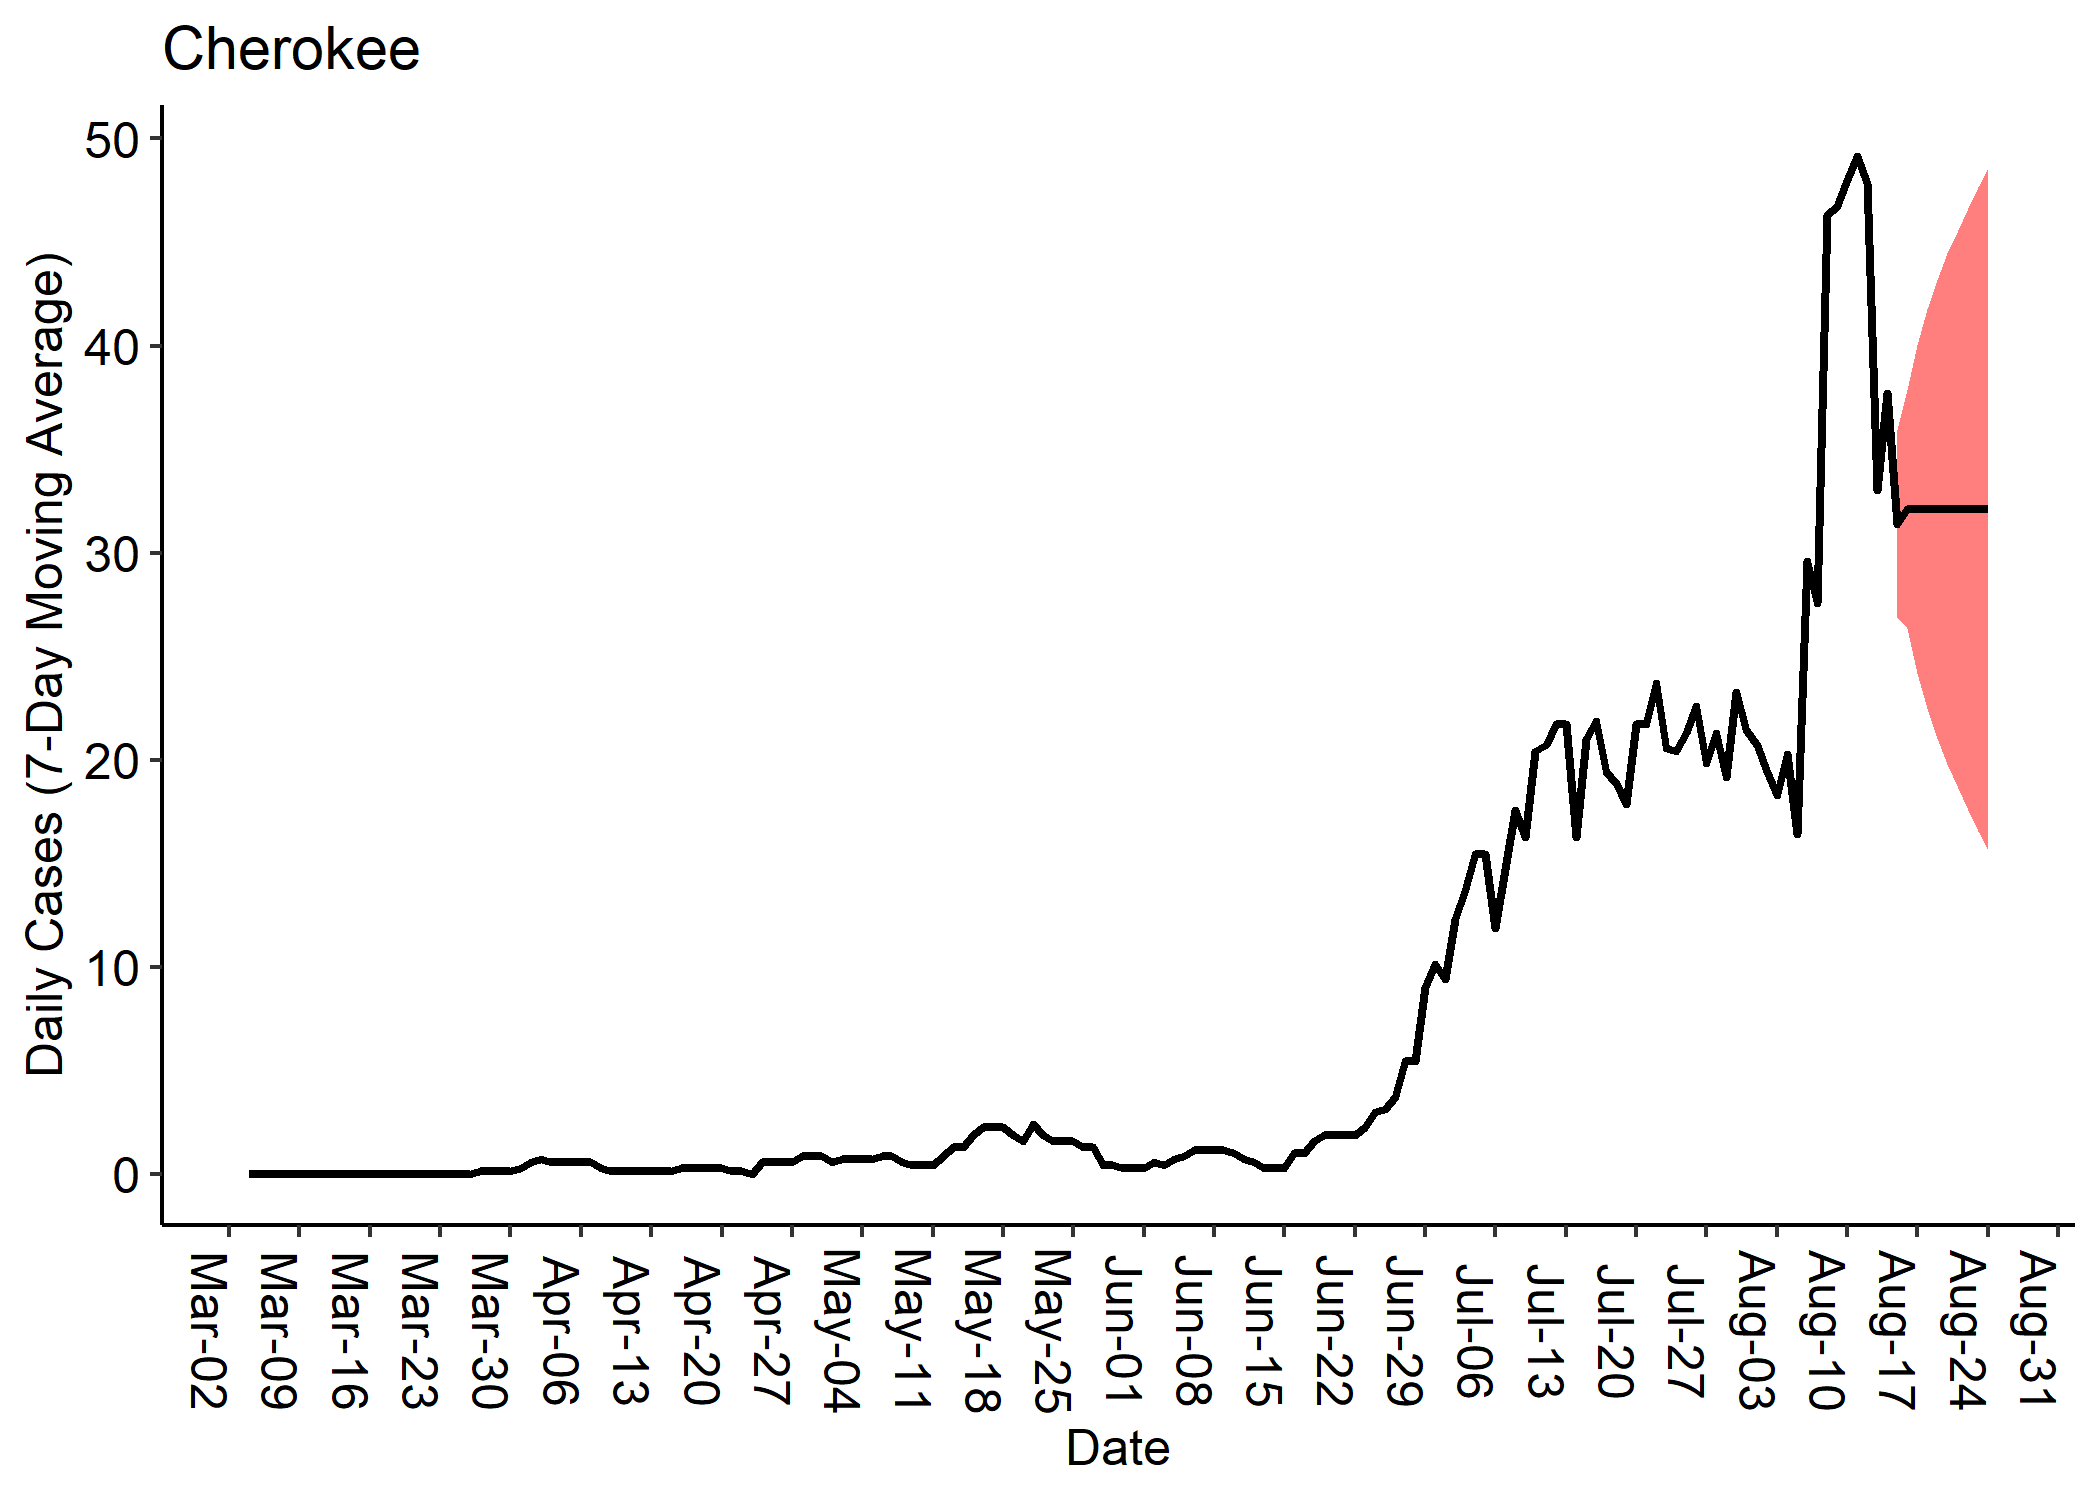 Cherokee
Daily Cases (7-Day Moving Average)
50
40
30
20
10
0
Mar-02
Mar-09
Mar-16
Mar-23
Mar-30
Apr-06
Apr-13
Apr-20
Apr-27
May-04
May-11
May-18
May-25
Jun-01
Jun-08
Jun-15
Jun-22
Jun-29
Jul-06
Jul-13
Jul-20
Jul-27
Aug-03
Aug-10
Aug-17
Aug-24
Aug-31
Date